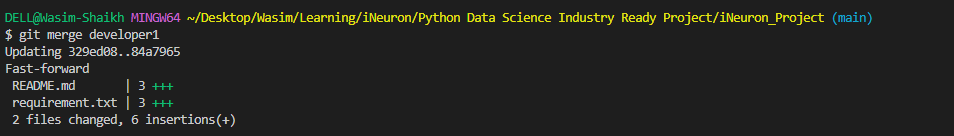 DELL@Wasim-Shaikh MINGW64 ~/Desktop/Wasim/Learning/iNeuron/Python Data Science Industry Ready Project/iNeuron_Project (main)
$ git merge developer1
Updating 329ed08..84a7965
Fast-forward
 README.md       | 3 +++
 requirement.txt | 3 +++
 2 files changed, 6 insertions(+)